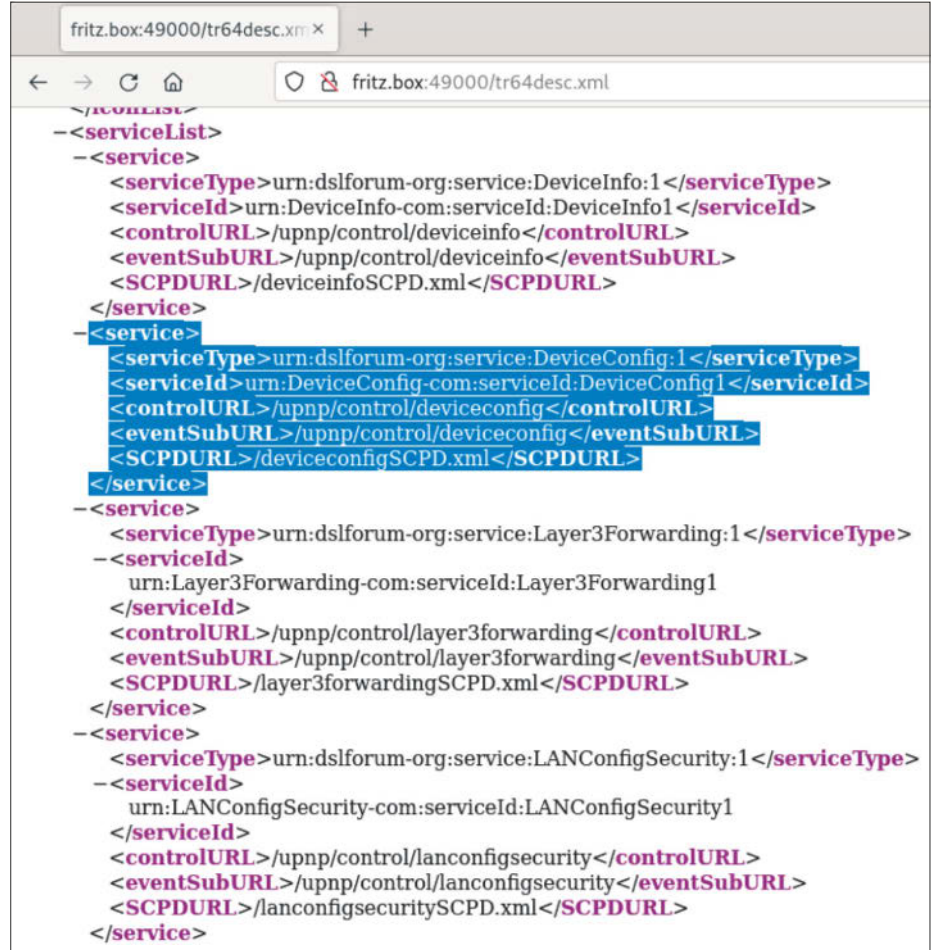 fritz.box:49000/tr64desc.xm
fritz.box:49000/tr64desc.xml
</iconList>
−<serviceList>
−<service>
<serviceType>urn:dslforum-org:service:DeviceInfo:1</serviceType>
<serviceId>urn:DeviceInfo-com:serviceId:DeviceInfo1</serviceId>
<controlURL>/upnp/control/deviceinfo</controlURL>
<eventSubURL>/upnp/control/deviceinfo</eventSubURL>
<SCPDURL>/deviceinfoSCPD.xml</SCPDURL>
</service>
−<service>
<serviceType>urn:dslforum-org:service:DeviceConfig:1</serviceType>
<serviceId>urn:DeviceConfig-com:serviceId:DeviceConfig1</serviceId>
<controlURL>/upnp/control/deviceconfig</controlURL>
<eventSubURL>/upnp/control/deviceconfig</eventSubURL>
<SCPDURL>/deviceconfigSCPD.xml</SCPDURL>
</service>
−<service>
<serviceType>urn:dslforum-org:service:Layer3Forwarding:1</serviceType>
−<serviceId>
urn:Layer3Forwarding-com:serviceId:Layer3Forwarding1
</serviceId>
<controlURL>/upnp/control/layer3forwarding</controlURL>
<eventSubURL>/upnp/control/layer3forwarding</eventSubURL>
<SCPDURL>/layer3forwardingSCPD.xml</SCPDURL>
</service>
−<service>
<serviceType>urn:dslforum-org:service:LANConfigSecurity:1</serviceType>
−<serviceId>
urn:LANConfigSecurity-com:serviceId:LANConfigSecurity1
</serviceId>
<controlURL>/upnp/control/lanconfigsecurity</controlURL>
<eventSubURL>/upnp/control/lanconfigsecurity</eventSubURL>
<SCPDURL>/lanconfigsecuritySCPD.xml</SCPDURL>
</service>